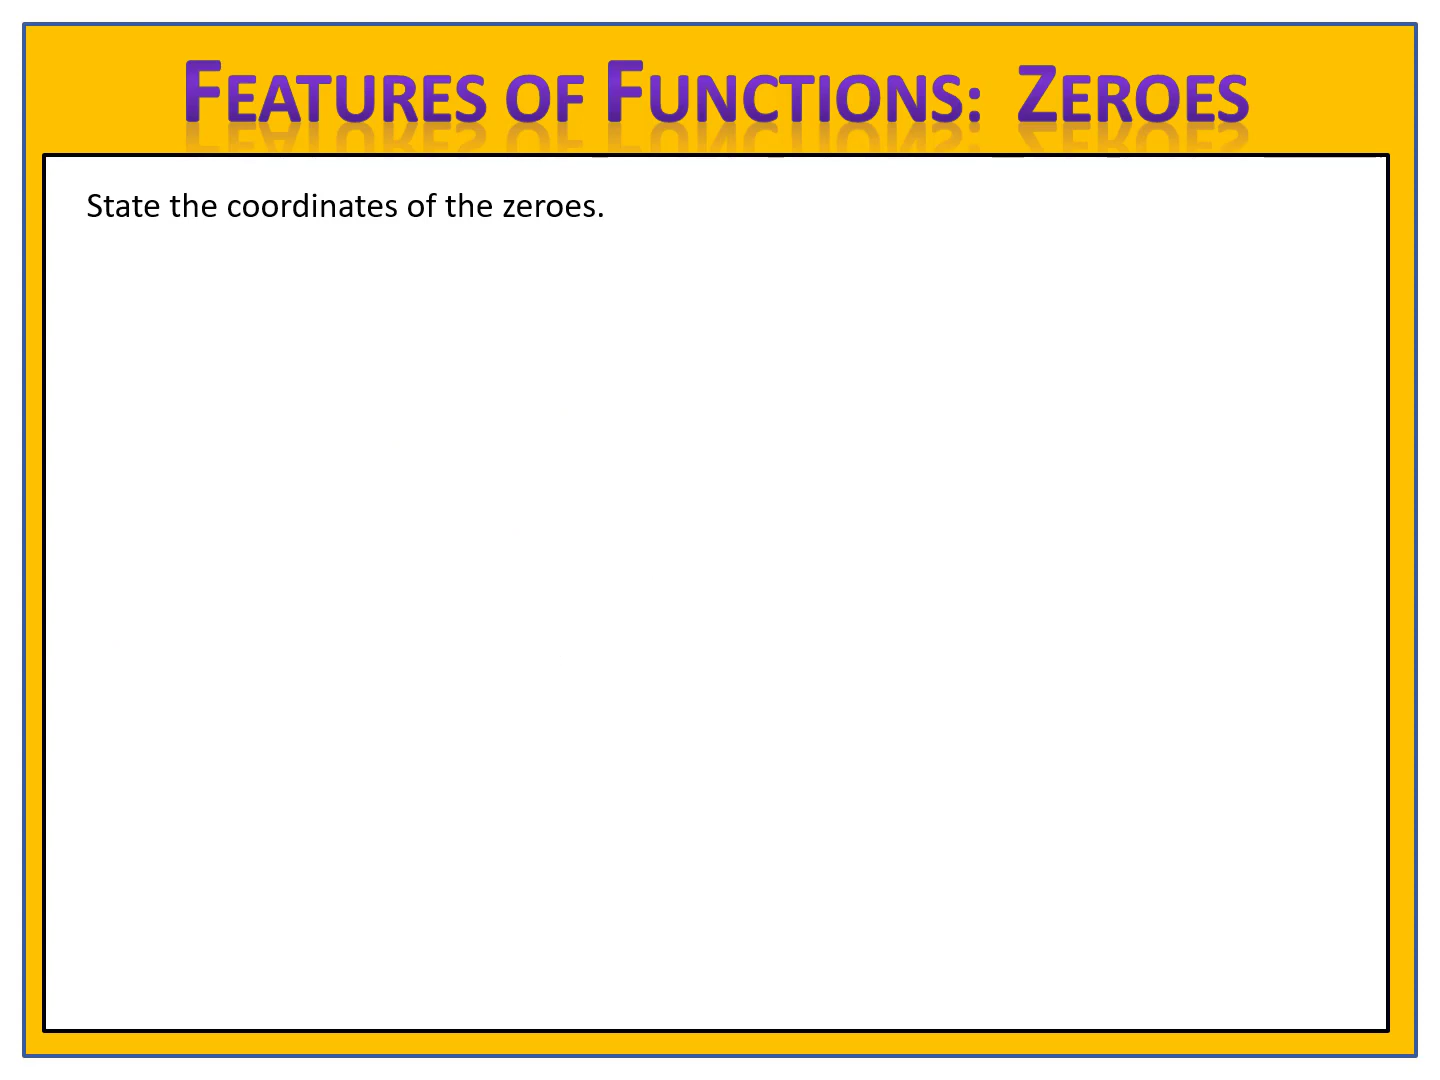 FEATURES OF FUNCTIONS: ZEROES
State the coordinates of the zeroes.